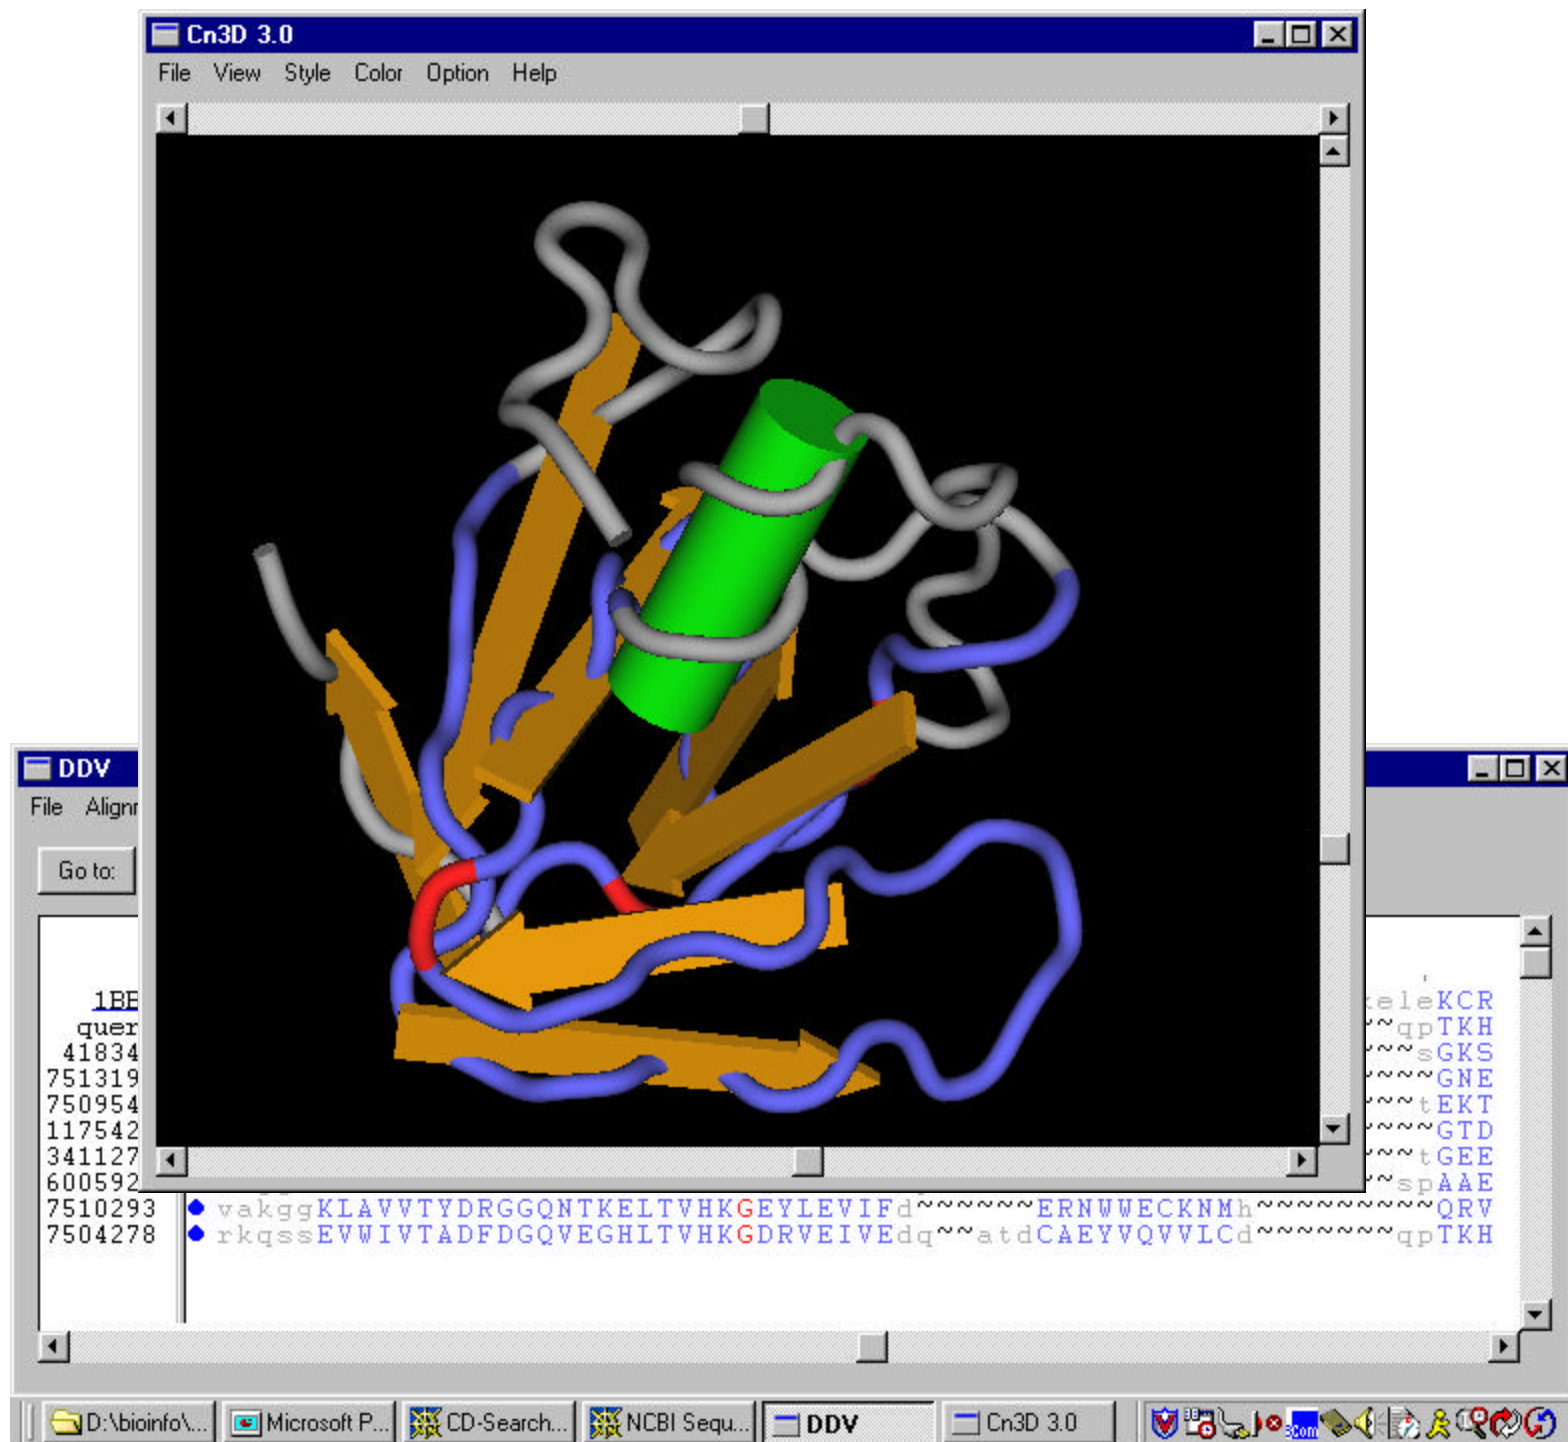 Cn3D 3.0
File View Style Color Option Help
DDV
File Alignr
Go to:
1BE
eleKCR
quer
~~qpTKH
41834
~~~sGKS
751319
~~~~GNE
750954
~~~tEKT
117542
~~~~GTD
341127
~~~tGEE
600592
~~~spAAE
7510293 vakggKLAVVTYDRGGQNTKELTVHKGEYLEVIFd~~~~~~ERNWWECKNMh~~~~~~~~~QRV
7504278 rkqssEVWIVTADFDGQVEGHLTVHKGDRVEIVEdq~~atdCAEYVQVVLCd~~~~~~~qpTKH
D:\bioinfo\... Microsoft P... CD-Search... NCBI Sequ... DDV Cn3D 3.0
3Com